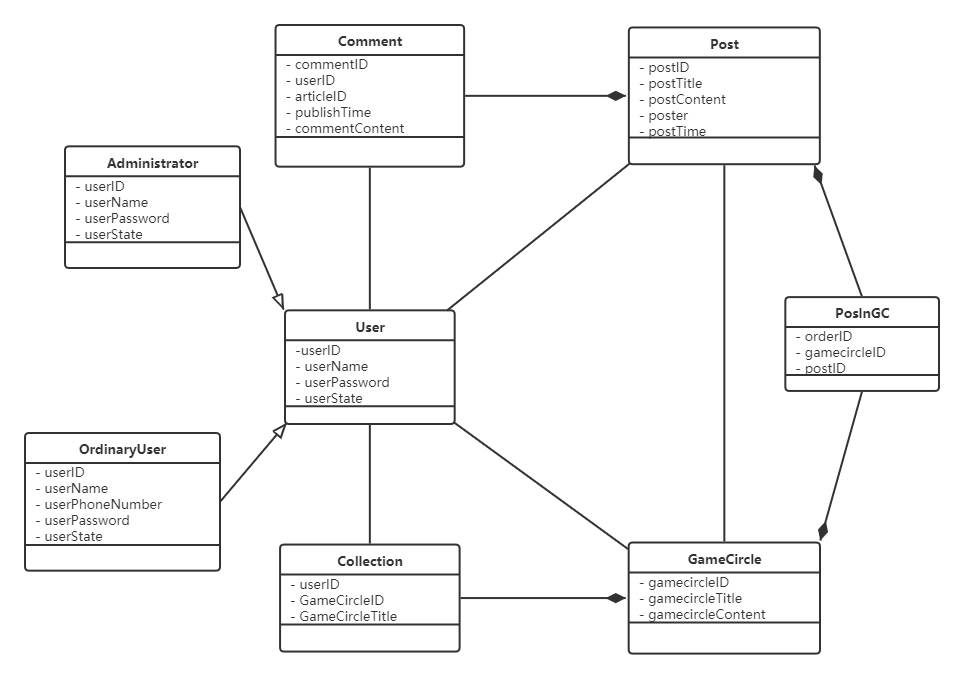 Comment
- commentID
- userID
- articleID
- publishTime
- commentContent
Post
- postID
- postTitle
- postContent
- poster
- postTime
Administrator
- userID
- userName
- userPassword
- userState
User
-userID
- userName
- userPassword
- userState
PosInGC
- orderID
- gamecircleID
- postID
OrdinaryUser
- userID
- userName
- userPhoneNumber
- userPassword
- userState
Collection
- userID
- GameCircleID
- GameCircleTitle
GameCircle
- gamecircleID
- gamecircleTitle
- gamecircleContent